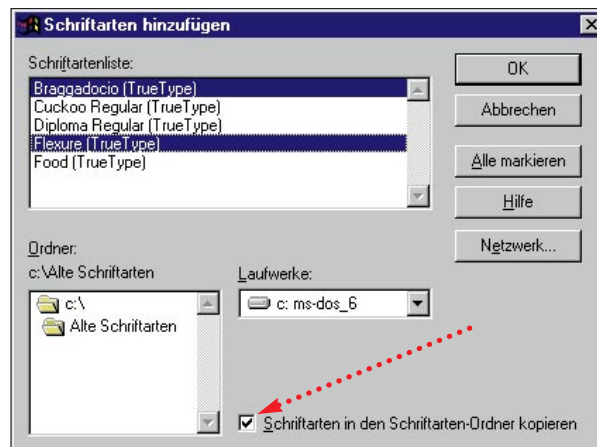 Schriftarten hinzufügen
Schriftartenliste:
Braggadocio (TrueType)
Cuckoo Regular (TrueType)
Diploma Regular (TrueType)
Flexure (TrueType)
Food (TrueType)
OK
Abbrechen
Alle markieren
Hilfe
Netzwerk...
Ordner:
c:\Alte Schriftarten
c:\
Alte Schriftarten
Laufwerke:
c: ms-dos_6
Schriftarten in den Schriftarten-Ordner kopieren